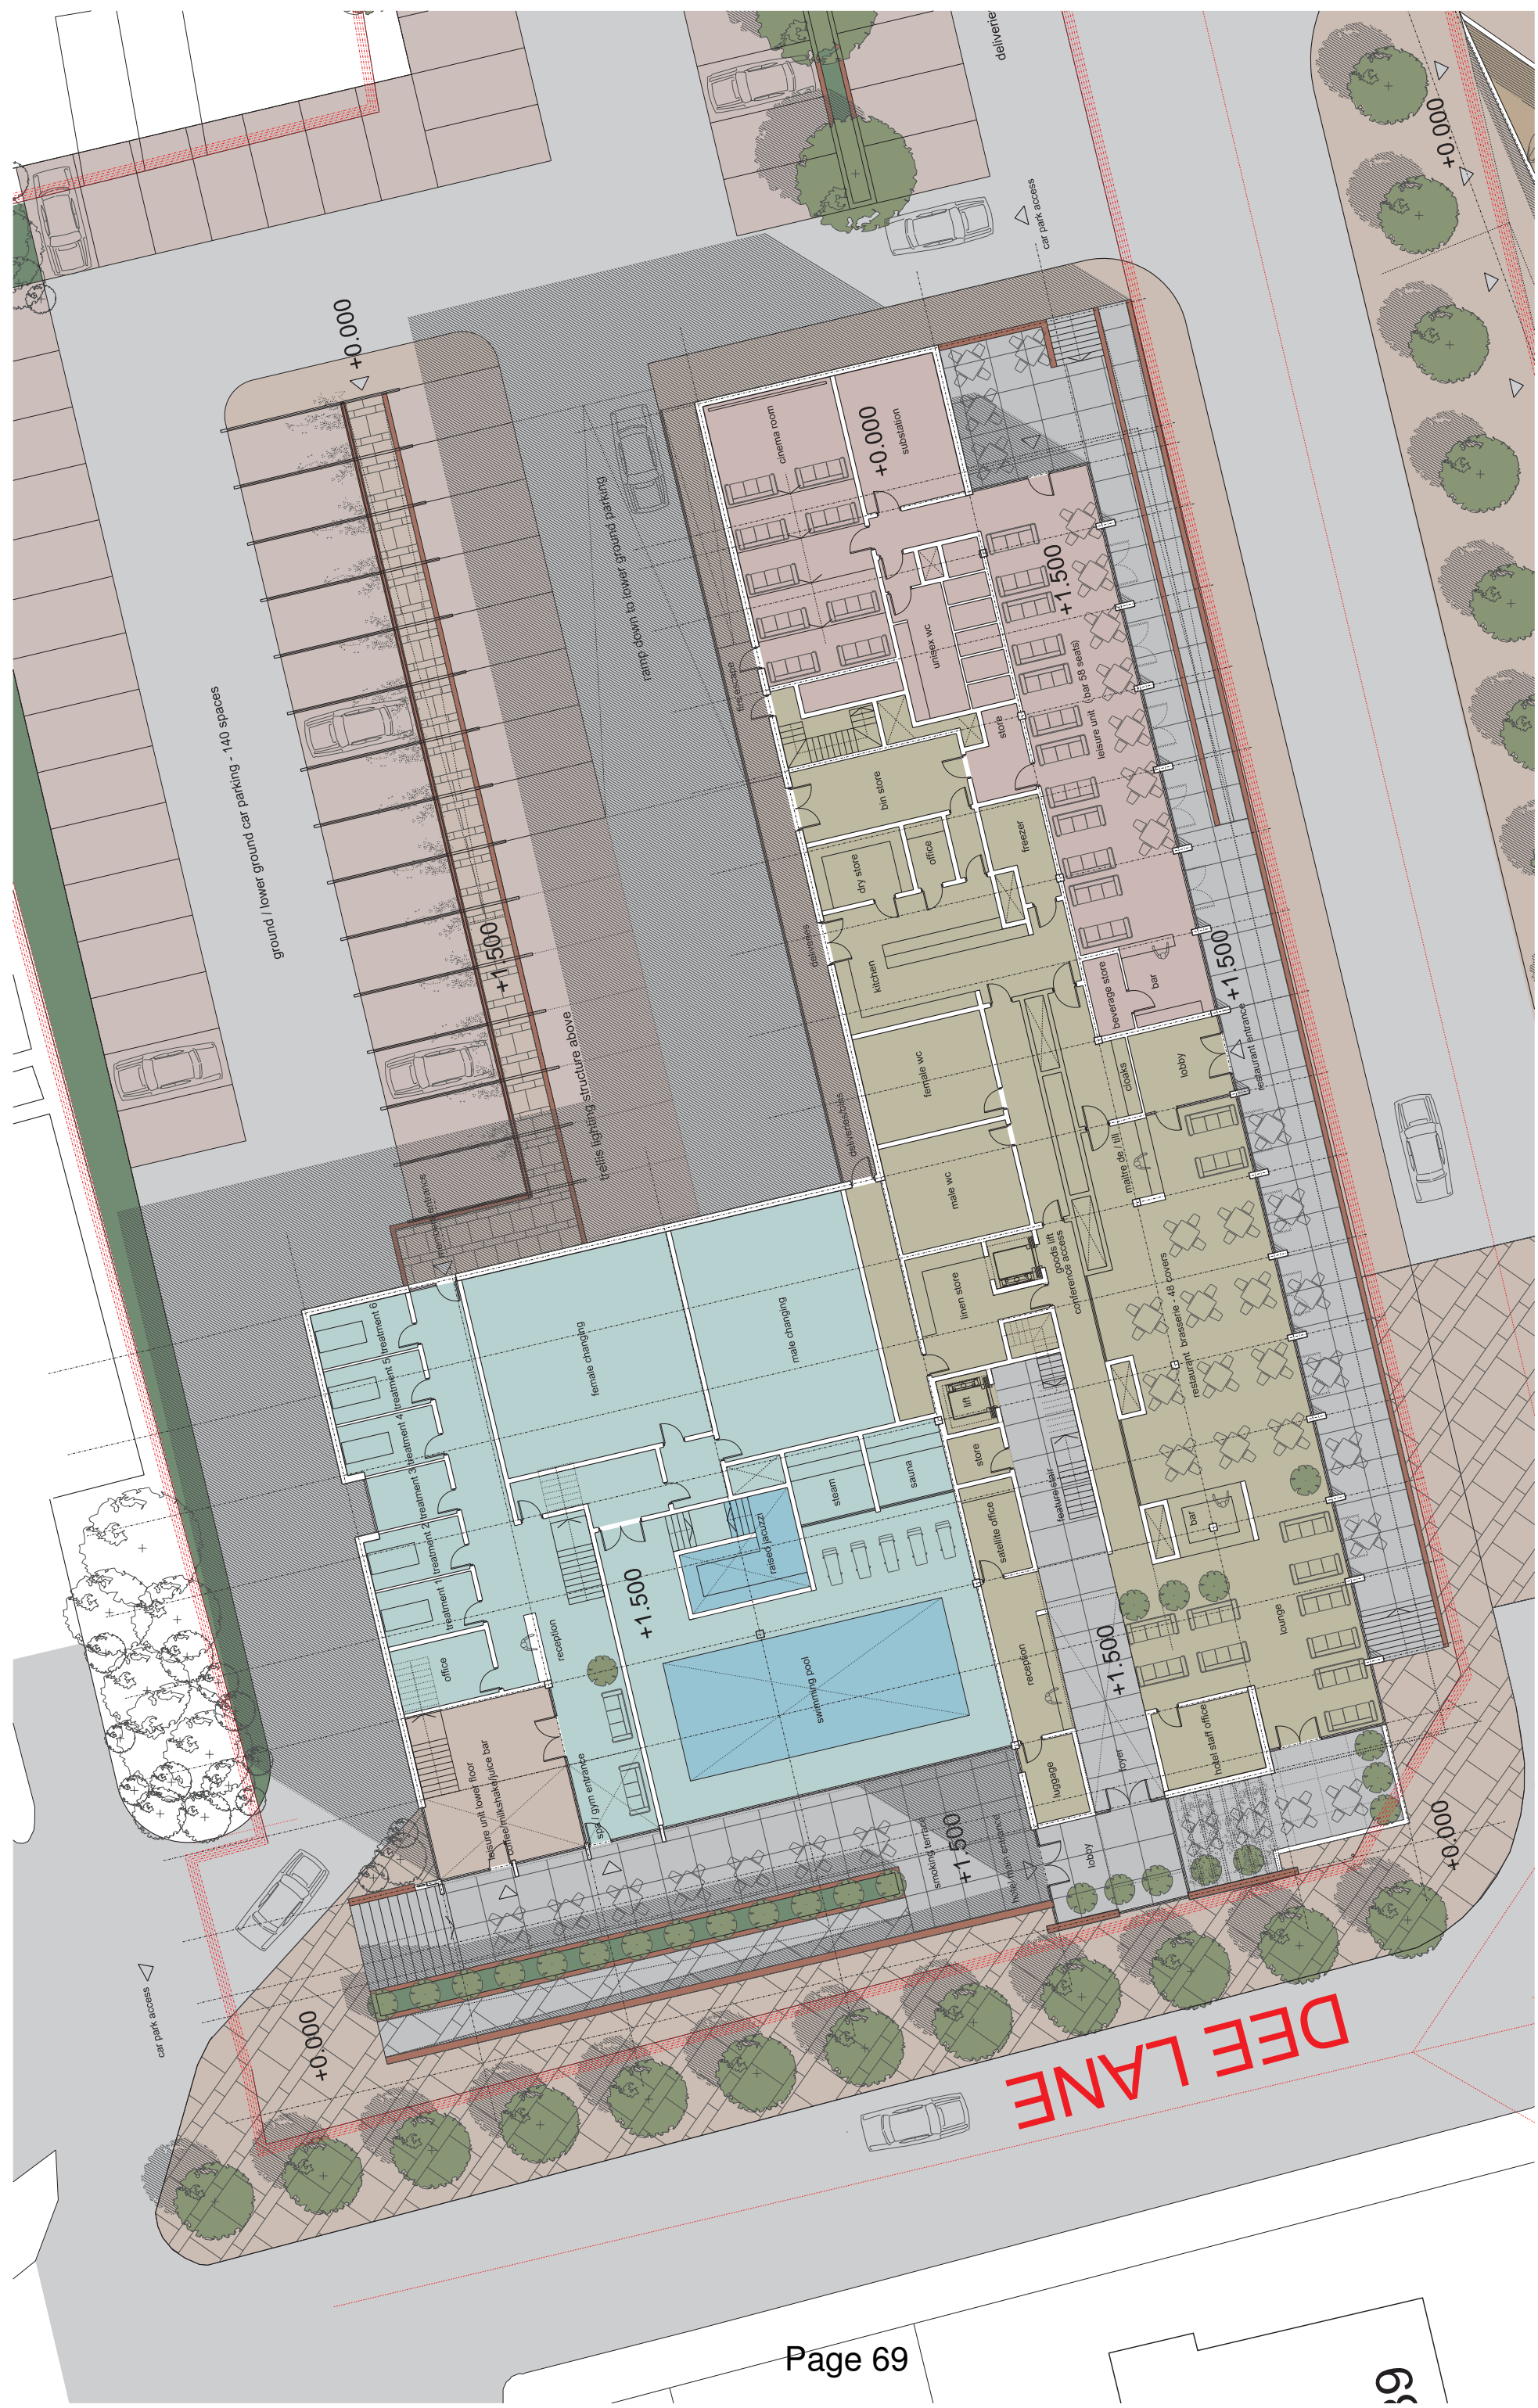 deliveries
car park access
+0.000
+0.000
ground / lower ground car parking - 140 spaces
ramp down to lower ground parking
+1.500
trellis lighting structure above
cinema room
+0.000
substation
fire escape
unisex wc
+1.500
leisure unit (bar 58 seats)
store
bin store
dry store
office
freezer
deliveries
kitchen
beverage store
bar
+1.500
restaurant entrance
female wc
cloaks
lobby
deliveries/bins
male wc
maitre de / till
members entrance
goods lift
conference access
linen store
restaurant brasserie - 48 covers
treatment 6
treatment 5
treatment 4
treatment 3
treatment 2
treatment 1
female changing
male changing
lift
store
steam
sauna
feature stair
satellite office
bar
raised jacuzzi
+1.500
office
reception
swimming pool
reception
+1.500
lounge
leisure unit lower floor
coffee/milkshake/juice bar
spa / gym entrance
luggage
foyer
hotel staff office
smoking terrace
+1.500
hotel main entrance
lobby
+0.000
car park access
+0.000
DEE LANE
Page 69